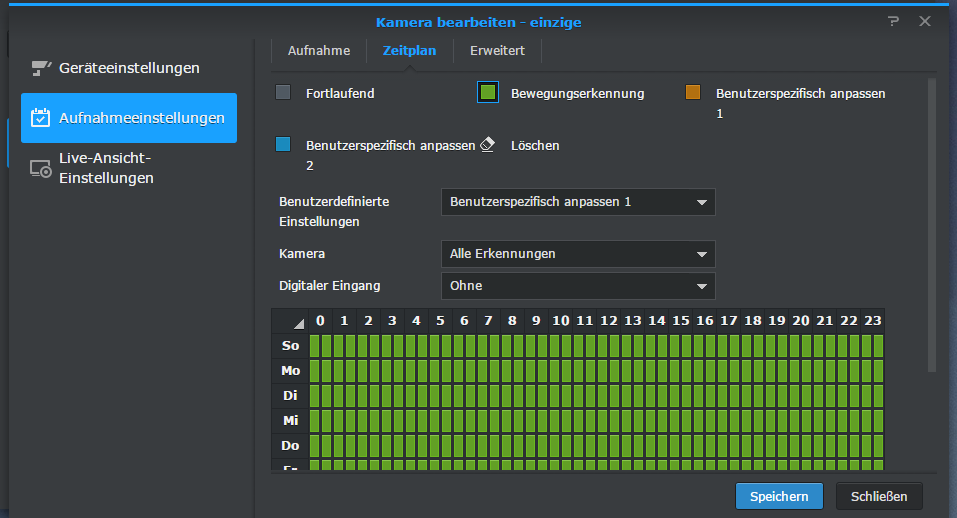 Kamera bearbeiten - einzige
?
Geräteeinstellungen
Aufnahmeeinstellungen
Live-Ansicht-
Einstellungen
Aufnahme Zeitplan Erweitert
Fortlaufend Bewegungserkennung Benutzerspezifisch anpassen
1
Benutzerspezifisch anpassen Löschen
2
Benutzerdefinierte Benutzerspezifisch anpassen 1
Einstellungen
Kamera Alle Erkennungen
Digitaler Eingang Ohne
0 1 2 3 4 5 6 7 8 9 10 11 12 13 14 15 16 17 18 19 20 21 22 23
So
Mo
Di
Mi
Do
Fr
Speichern Schließen